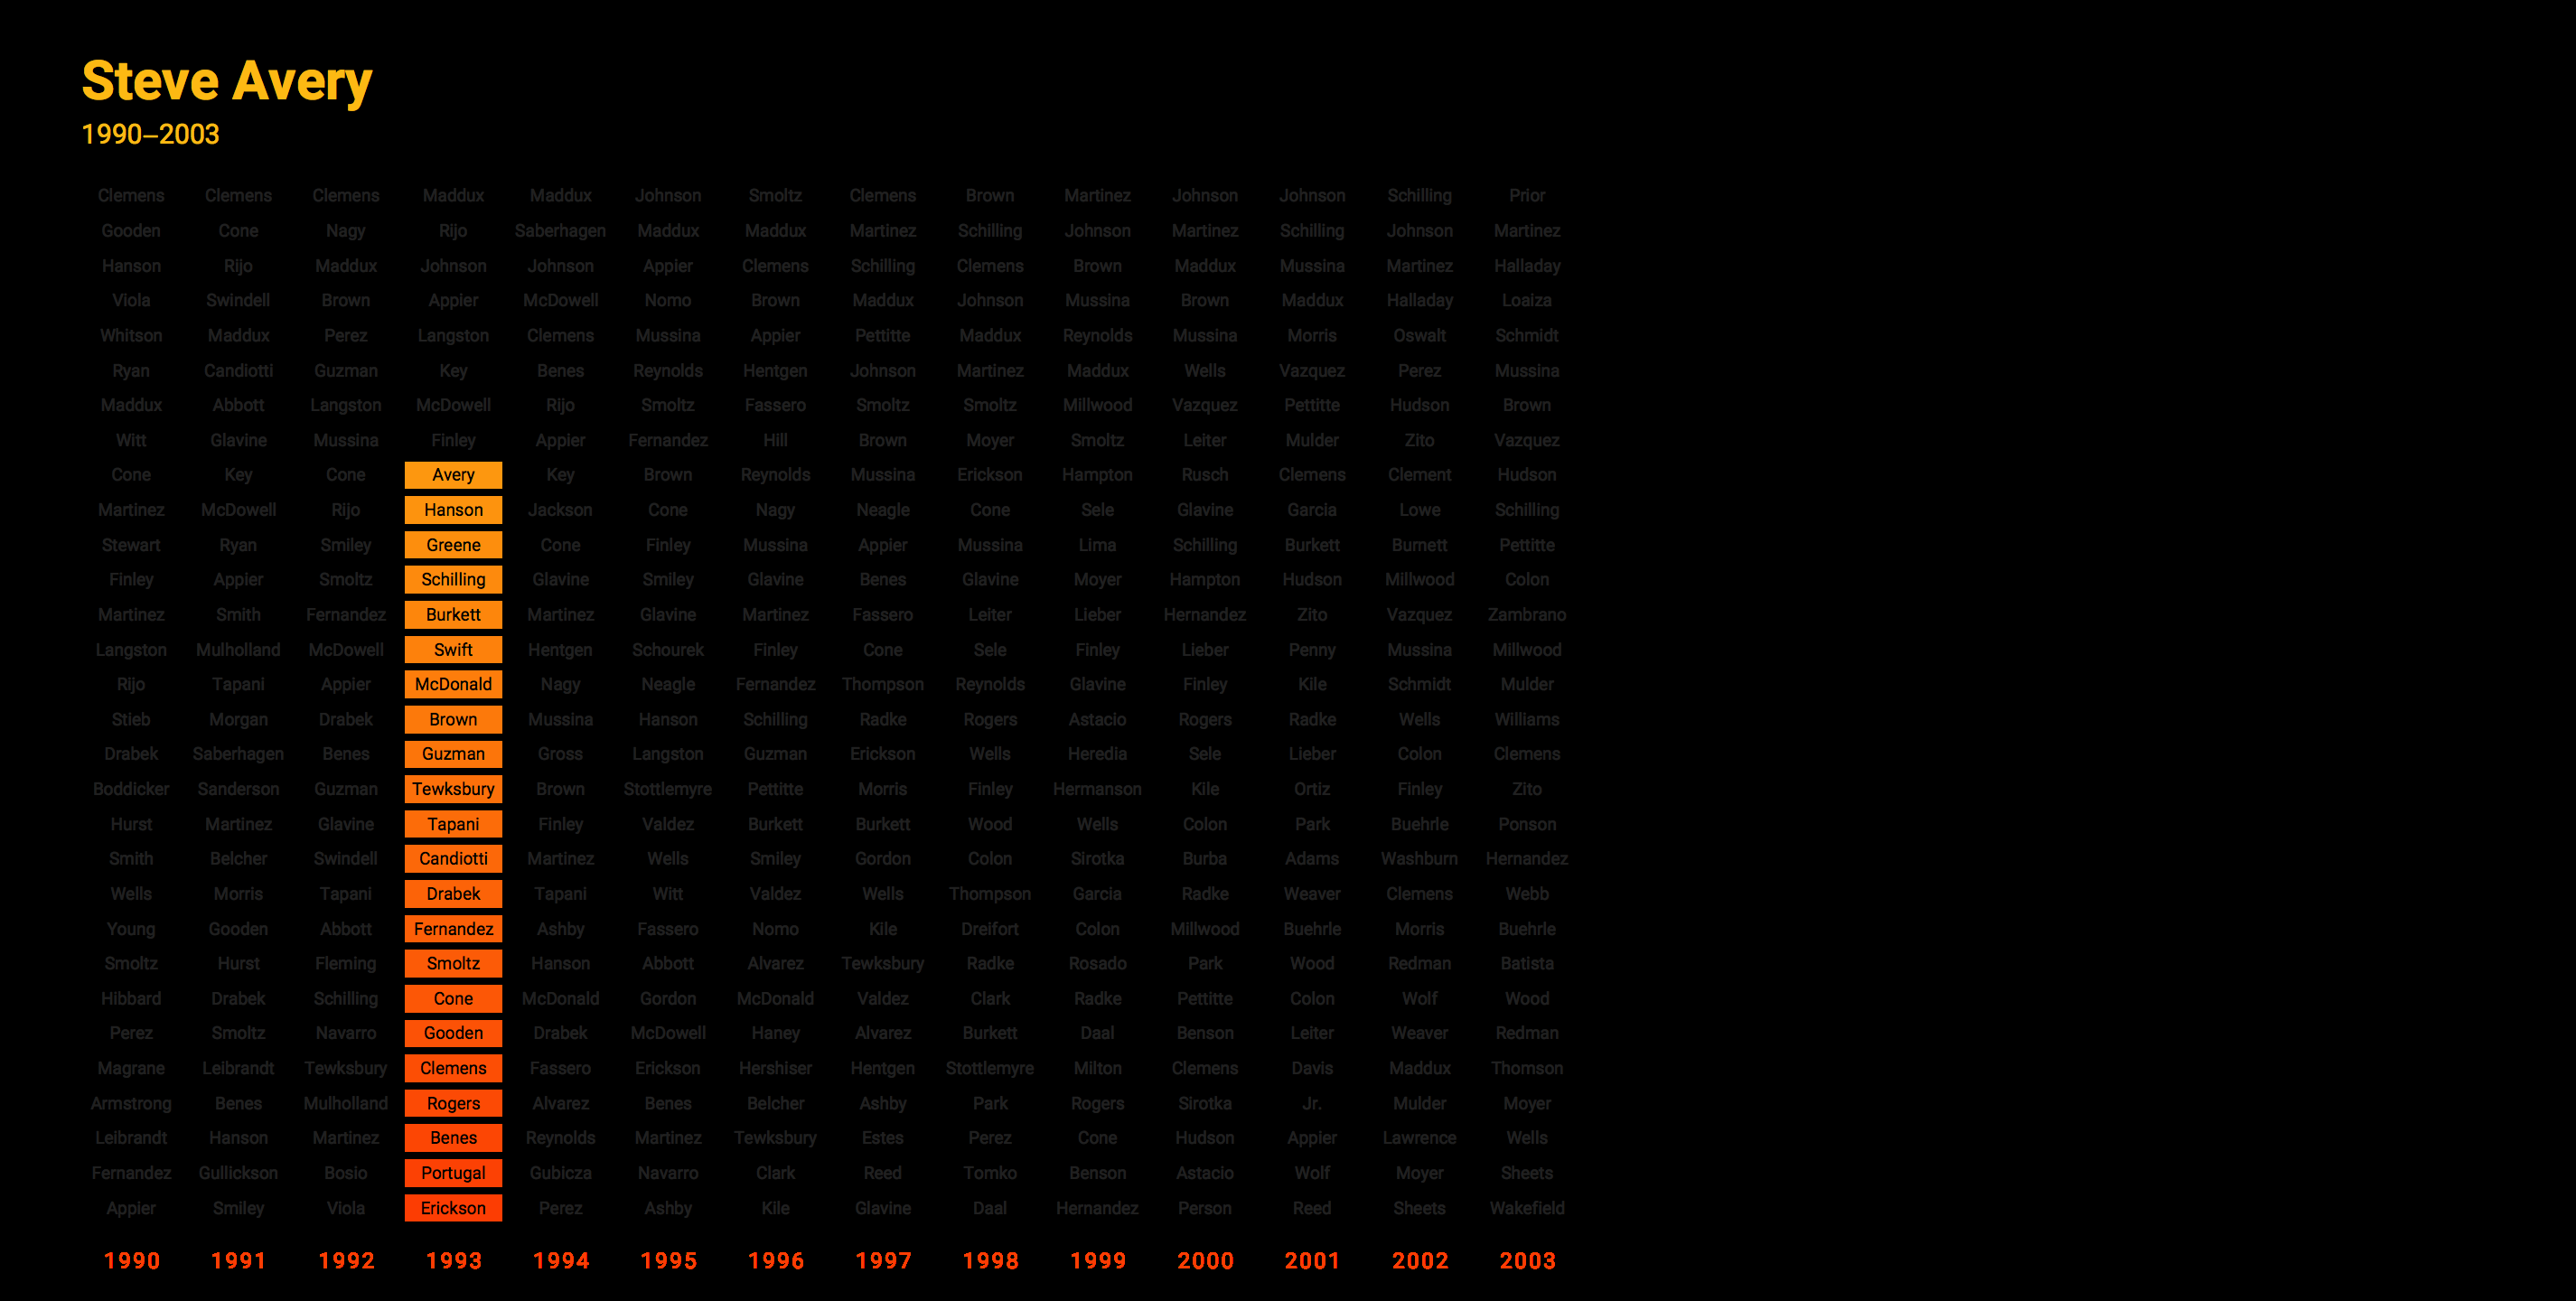 Steve Avery
1990–2003
Clemens Clemens Clemens Maddux Maddux Johnson Smoltz Clemens Brown Martinez Johnson Johnson Schilling Prior
Gooden Cone Nagy Rijo Saberhagen Maddux Maddux Martinez Schilling Johnson Martinez Schilling Johnson Martinez
Hanson Rijo Maddux Johnson Johnson Appier Clemens Schilling Clemens Brown Maddux Mussina Martinez Halladay
Viola Swindell Brown Appier McDowell Nomo Brown Maddux Johnson Mussina Brown Maddux Halladay Loaiza
Whitson Maddux Perez Langston Clemens Mussina Appier Pettitte Maddux Reynolds Mussina Morris Oswalt Schmidt
Ryan Candiotti Guzman Key Benes Reynolds Hentgen Johnson Martinez Maddux Wells Vazquez Perez Mussina
Maddux Abbott Langston McDowell Rijo Smoltz Fassero Smoltz Smoltz Millwood Vazquez Pettitte Hudson Brown
Witt Glavine Mussina Finley Appier Fernandez Hill Brown Moyer Smoltz Leiter Mulder Zito Vazquez
Cone Key Cone Avery Key Brown Reynolds Mussina Erickson Hampton Rusch Clemens Clement Hudson
Martinez McDowell Rijo Hanson Jackson Cone Nagy Neagle Cone Sele Glavine Garcia Lowe Schilling
Stewart Ryan Smiley Greene Cone Finley Mussina Appier Mussina Lima Schilling Burkett Burnett Pettitte
Finley Appier Smoltz Schilling Glavine Smiley Glavine Benes Glavine Moyer Hampton Hudson Millwood Colon
Martinez Smith Fernandez Burkett Martinez Glavine Martinez Fassero Leiter Lieber Hernandez Zito Vazquez Zambrano
Langston Mulholland McDowell Swift Hentgen Schourek Finley Cone Sele Finley Lieber Penny Mussina Millwood
Rijo Tapani Appier McDonald Nagy Neagle Fernandez Thompson Reynolds Glavine Finley Kile Schmidt Mulder
Stieb Morgan Drabek Brown Mussina Hanson Schilling Radke Rogers Astacio Rogers Radke Wells Williams
Drabek Saberhagen Benes Guzman Gross Langston Guzman Erickson Wells Heredia Sele Lieber Colon Clemens
Boddicker Sanderson Guzman Tewksbury Brown Stottlemyre Pettitte Morris Finley Hermanson Kile Ortiz Finley Zito
Hurst Martinez Glavine Tapani Finley Valdez Burkett Burkett Wood Wells Colon Park Buehrle Ponson
Smith Belcher Swindell Candiotti Martinez Wells Smiley Gordon Colon Sirotka Burba Adams Washburn Hernandez
Wells Morris Tapani Drabek Tapani Witt Valdez Wells Thompson Garcia Radke Weaver Clemens Webb
Young Gooden Abbott Fernandez Ashby Fassero Nomo Kile Dreifort Colon Millwood Buehrle Morris Buehrle
Smoltz Hurst Fleming Smoltz Hanson Abbott Alvarez Tewksbury Radke Rosado Park Wood Redman Batista
Hibbard Drabek Schilling Cone McDonald Gordon McDonald Valdez Clark Radke Pettitte Colon Wolf Wood
Perez Smoltz Navarro Gooden Drabek McDowell Haney Alvarez Burkett Daal Benson Leiter Weaver Redman
Magrane Leibrandt Tewksbury Clemens Fassero Erickson Hershiser Hentgen Stottlemyre Milton Clemens Davis Maddux Thomson
Armstrong Benes Mulholland Rogers Alvarez Benes Belcher Ashby Park Rogers Sirotka Jr. Mulder Moyer
Leibrandt Hanson Martinez Benes Reynolds Martinez Tewksbury Estes Perez Cone Hudson Appier Lawrence Wells
Fernandez Gullickson Bosio Portugal Gubicza Navarro Clark Reed Tomko Benson Astacio Wolf Moyer Sheets
Appier Smiley Viola Erickson Perez Ashby Kile Glavine Daal Hernandez Person Reed Sheets Wakefield
1990 1991 1992 1993 1994 1995 1996 1997 1998 1999 2000 2001 2002 2003